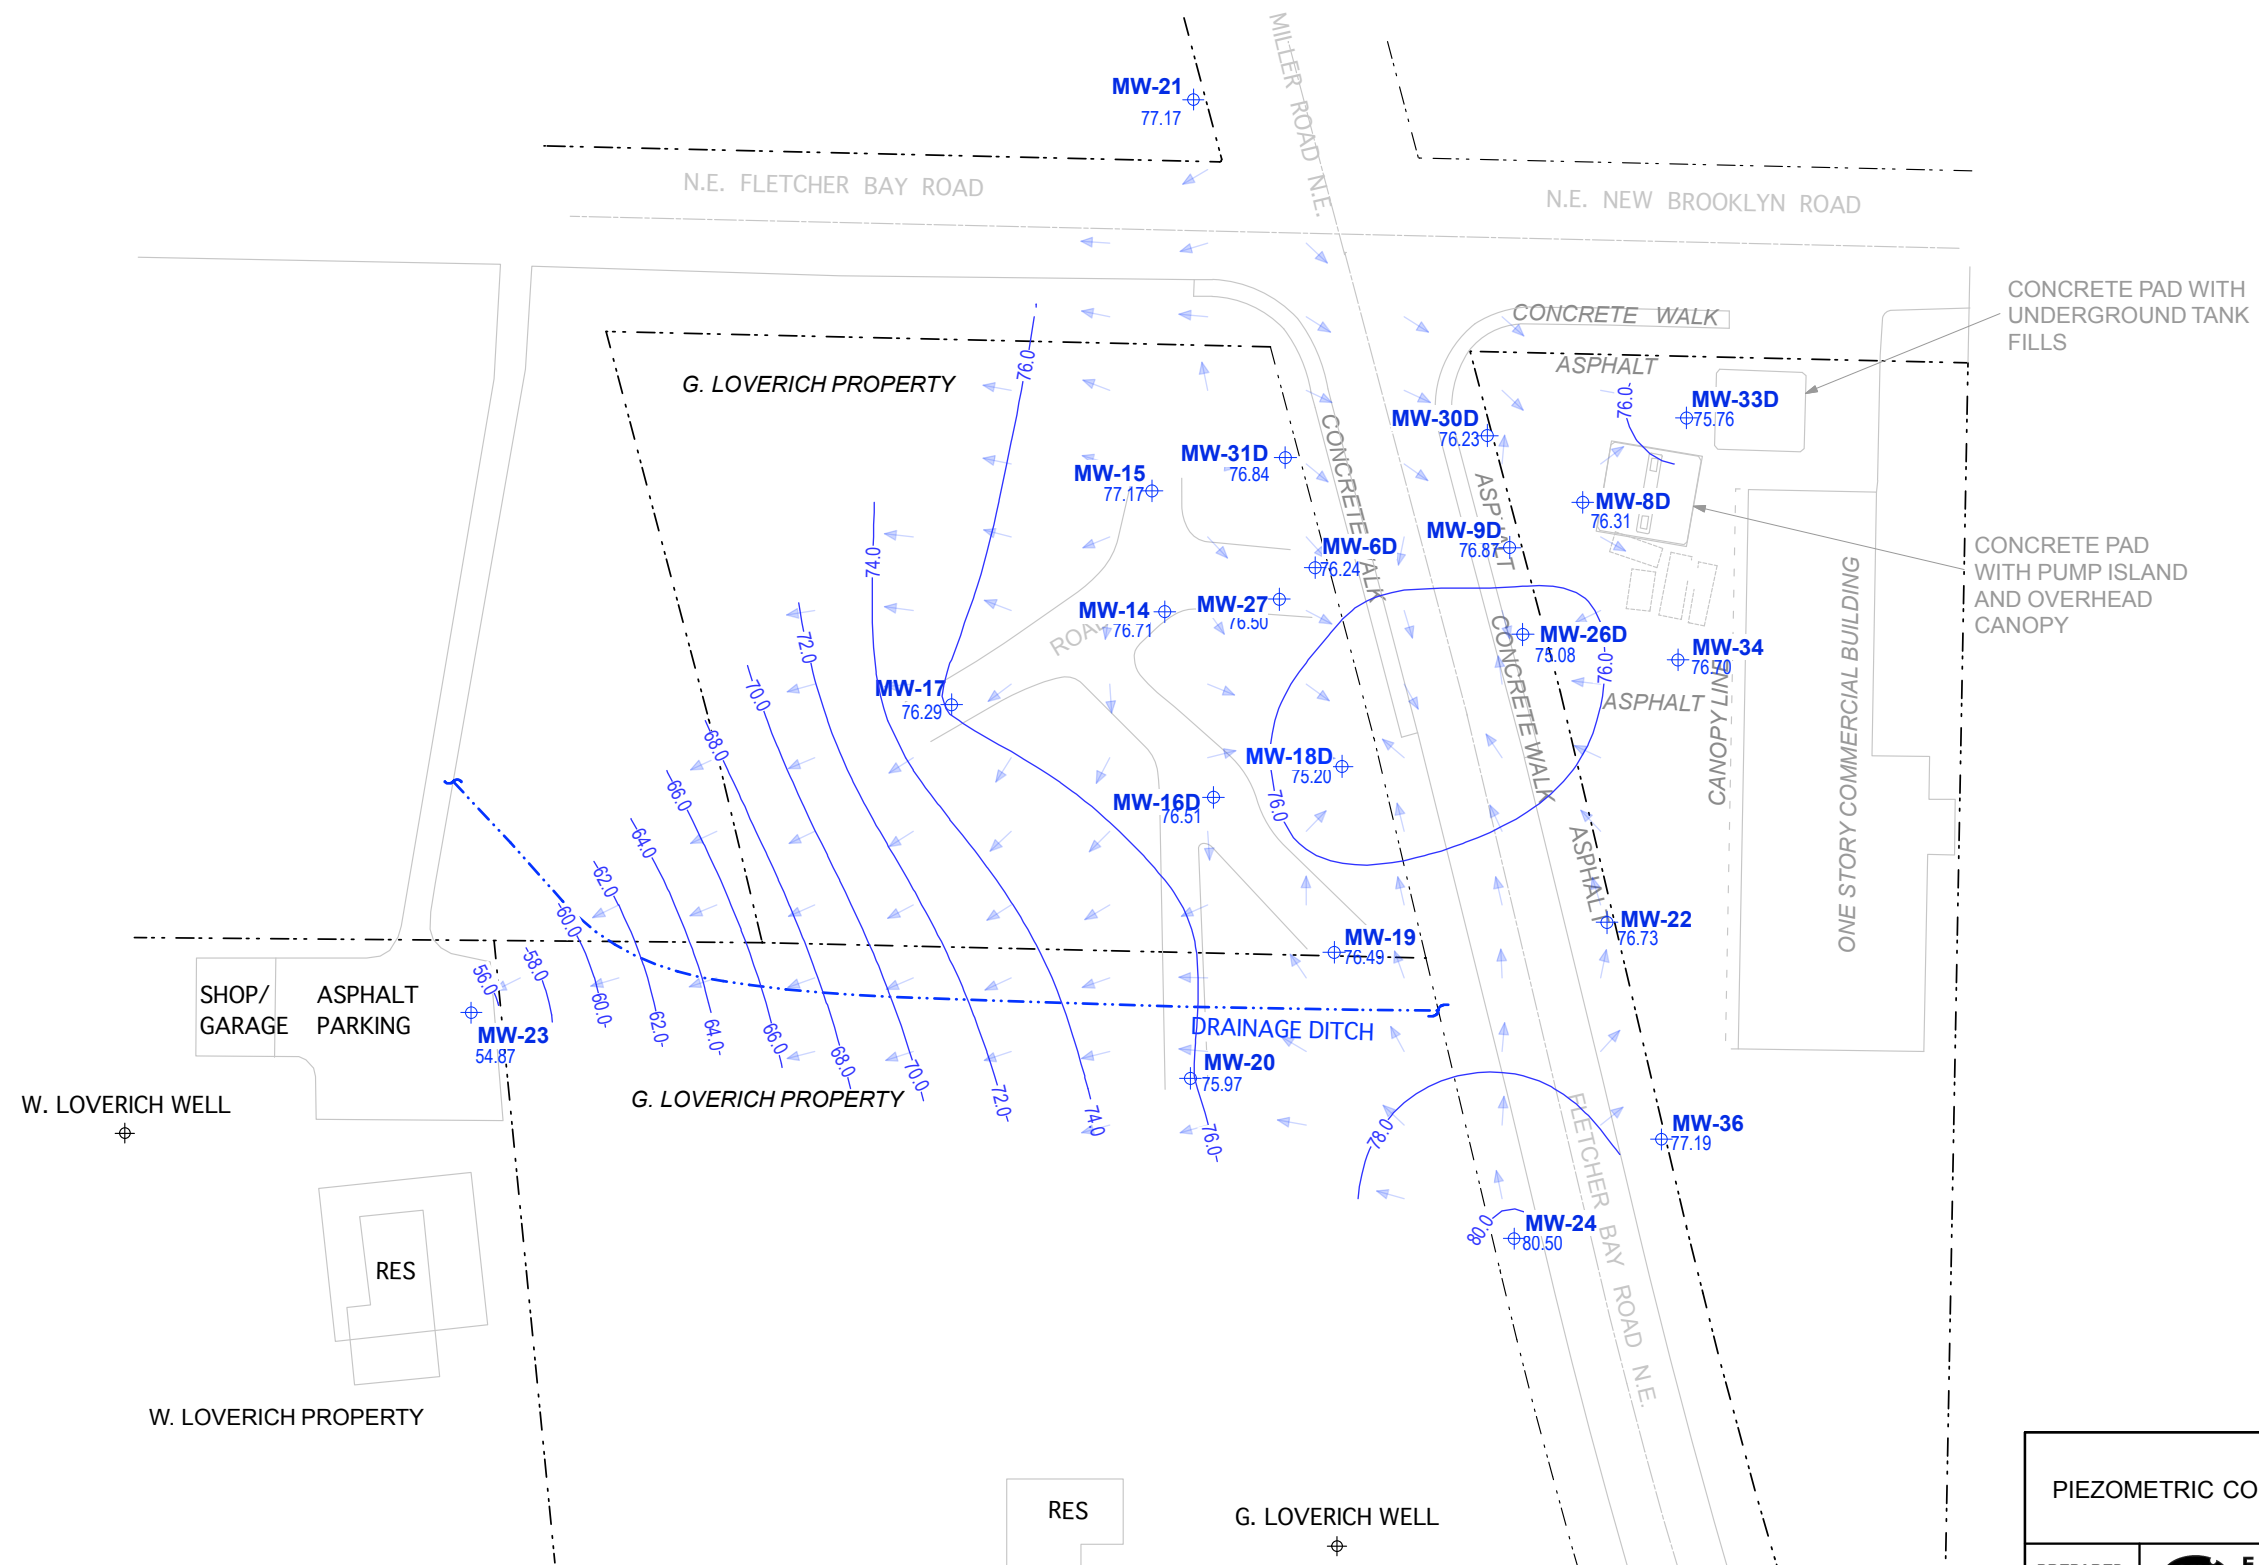 MW-21
77.17
MILLER ROAD N.E.
N.E. FLETCHER BAY ROAD
N.E. NEW BROOKLYN ROAD
CONCRETE PAD WITH
UNDERGROUND TANK
FILLS
CONCRETE WALK
ASPHALT
G. LOVERICH PROPERTY
76.0
76.0
MW-33D
75.76
MW-30D
76.23
CONCRETE WALK
MW-31D
76.84
MW-15
77.17
ASPHALT
MW-8D
76.31
MW-9D
76.87
MW-6D
76.24
CONCRETE PAD
WITH PUMP ISLAND
AND OVERHEAD
CANOPY
74.0
MW-14
76.71
MW-27
76.50
72.0
CONCRETE WALK
MW-26D
75.08
76.0
MW-34
76.70
ASPHALT
CANOPY LINE
ONE STORY COMMERCIAL BUILDING
70.0
MW-17
76.29
68.0
MW-18D
75.20
66.0
76.0
MW-16D
76.51
64.0
ASPHALT
62.0
60.0
MW-22
76.73
MW-19
76.49
58.0
56.0
SHOP/
GARAGE
ASPHALT
PARKING
MW-23
54.87
60.0
62.0
64.0
66.0
68.0
70.0
72.0
74.0
76.0
DRAINAGE DITCH
MW-20
75.97
G. LOVERICH PROPERTY
W. LOVERICH WELL
78.0
MW-36
77.19
FLETCHER BAY ROAD N.E.
80.0
MW-24
80.50
RES
W. LOVERICH PROPERTY
RES
G. LOVERICH WELL
PIEZOMETRIC CO